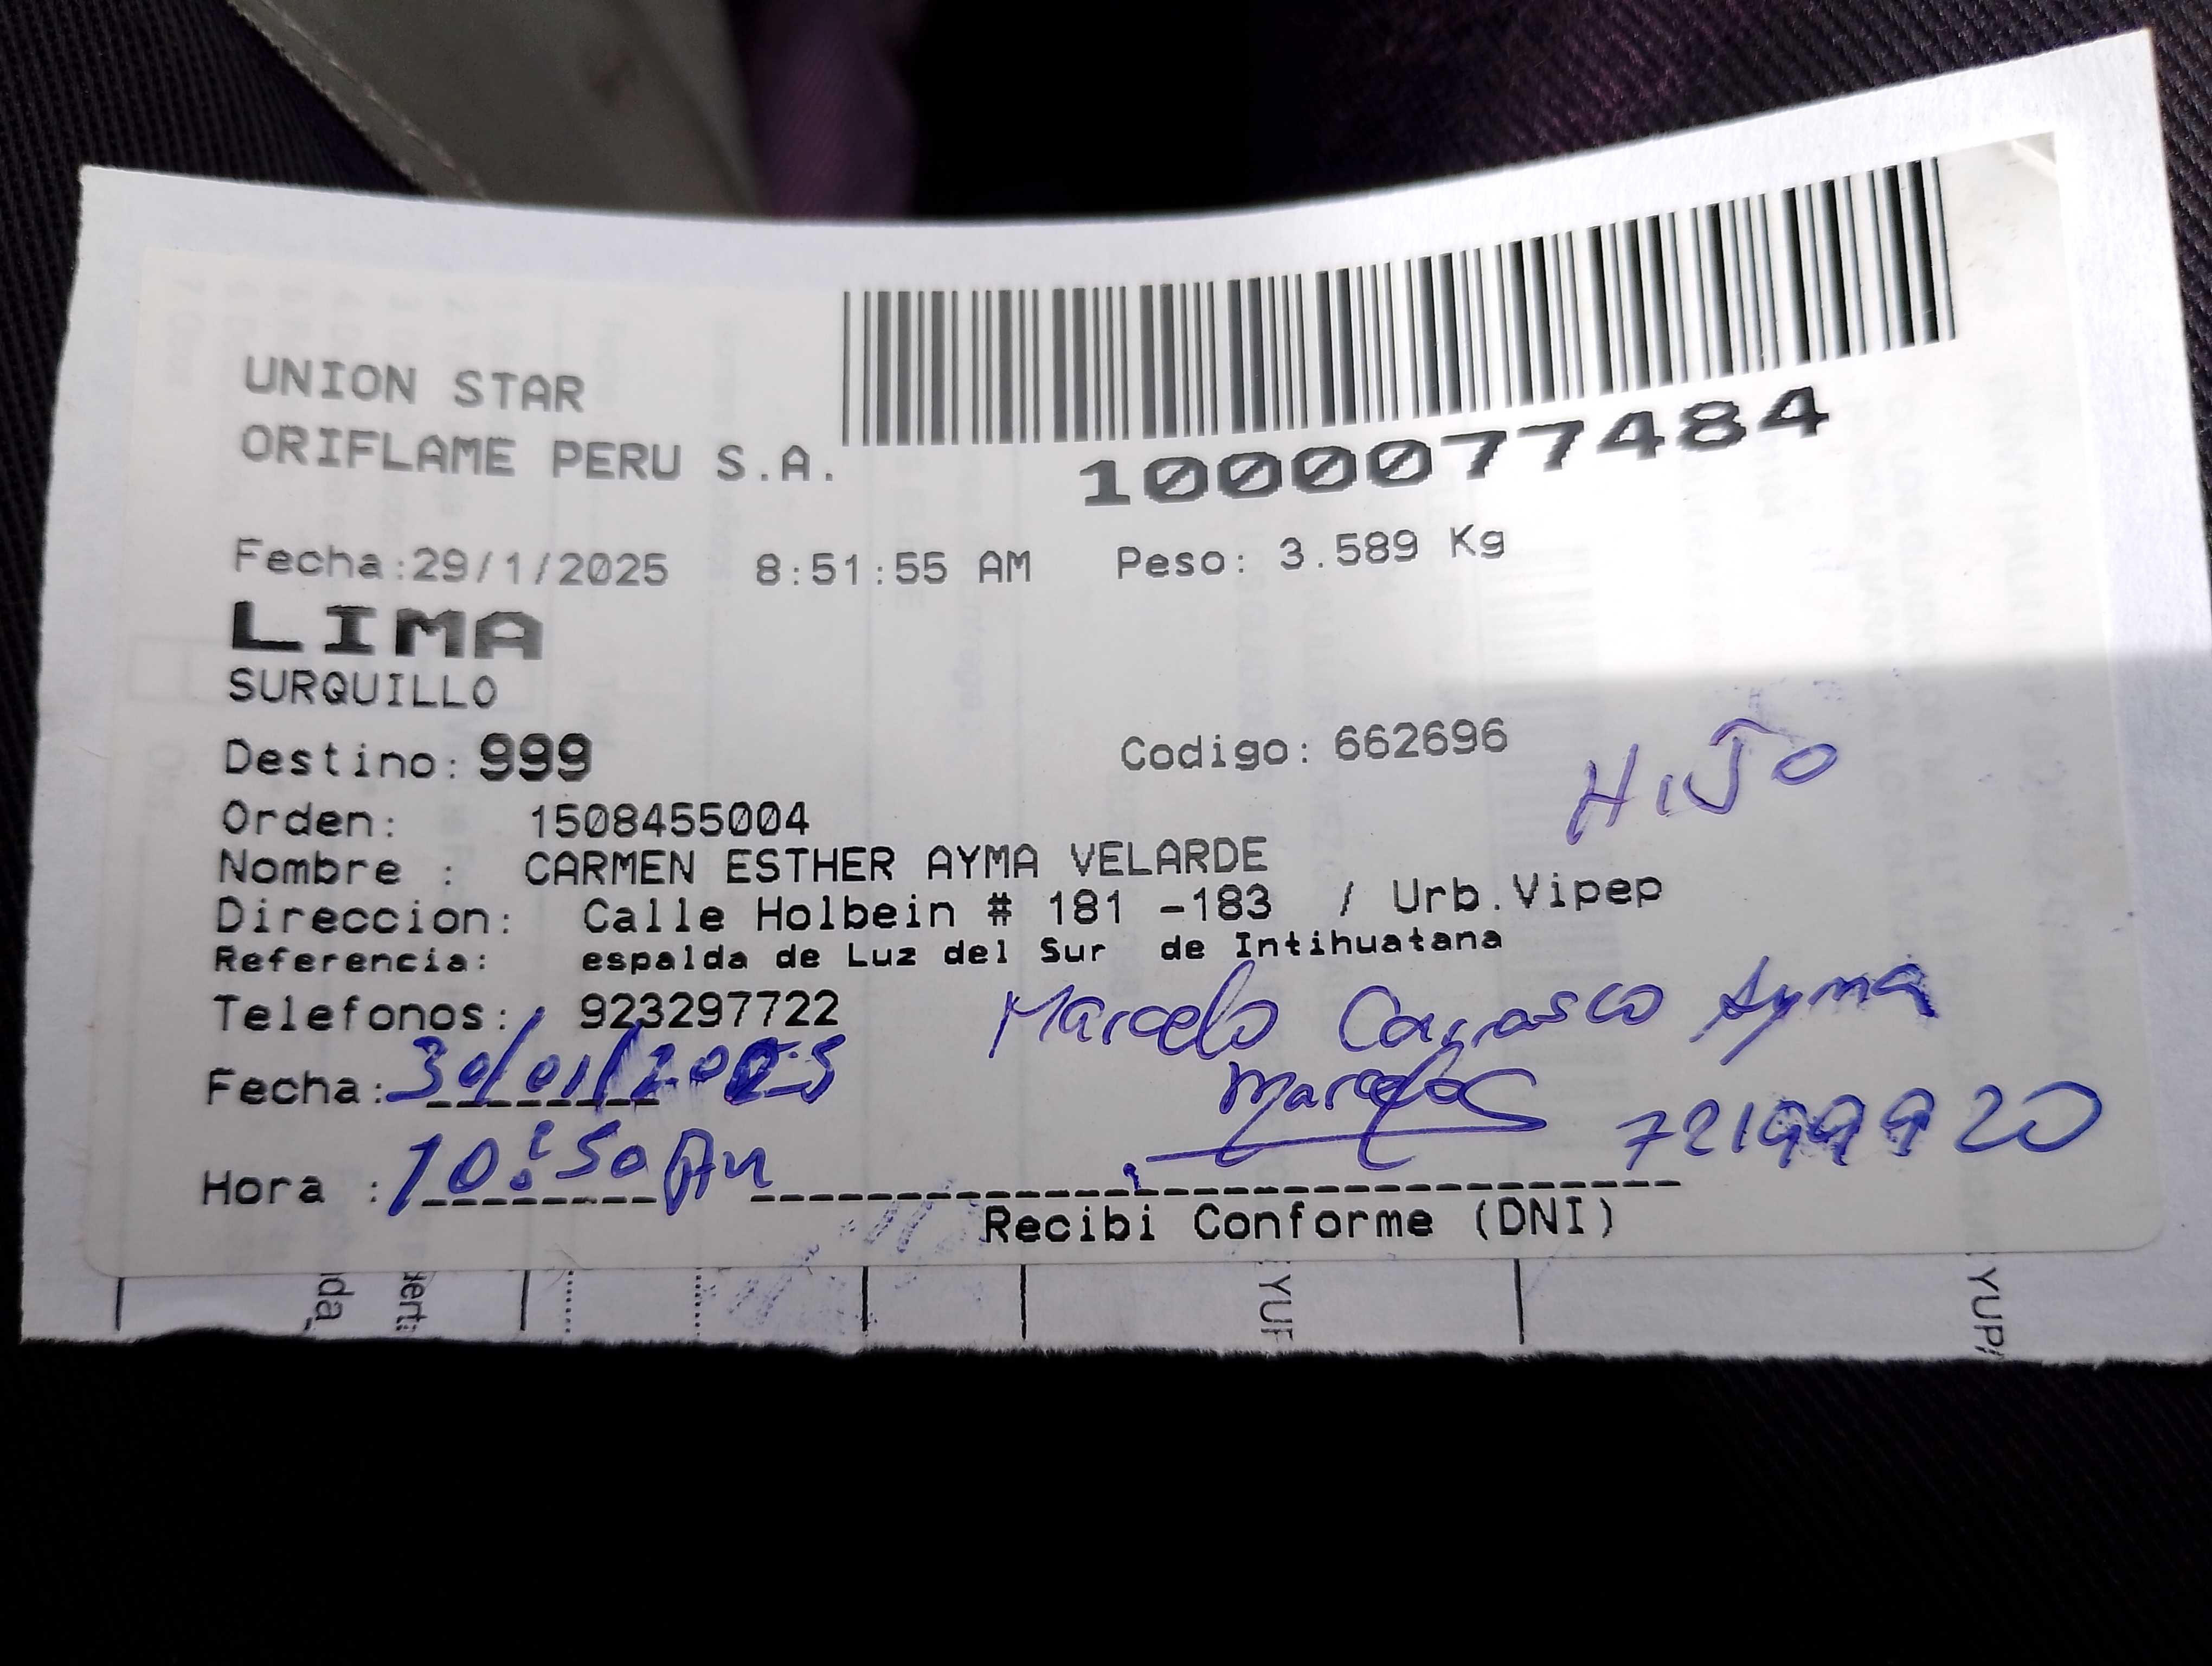 UNION STAR
ORIFLAME PERU S.A.
1000077484
Fecha:29/1/2025 8:51:55 AM Peso: 3.589 Kg
LIMA
SURQUILLO
Destino: 999 Codigo: 662696
HIJO
Orden: 1508455004
Nombre : CARMEN ESTHER AYMA VELARDE
Direccion: Calle Holbein # 181 -183 / Urb.Vipep
Referencia: espalda de Luz del Sur de Intihuatana
Telefonos: 923297722
Marcelo Carrasco Ayma
Fecha: 30/01/2025
Hora : 10:50 AM
72199920
Recibi Conforme (DNI)
YUP